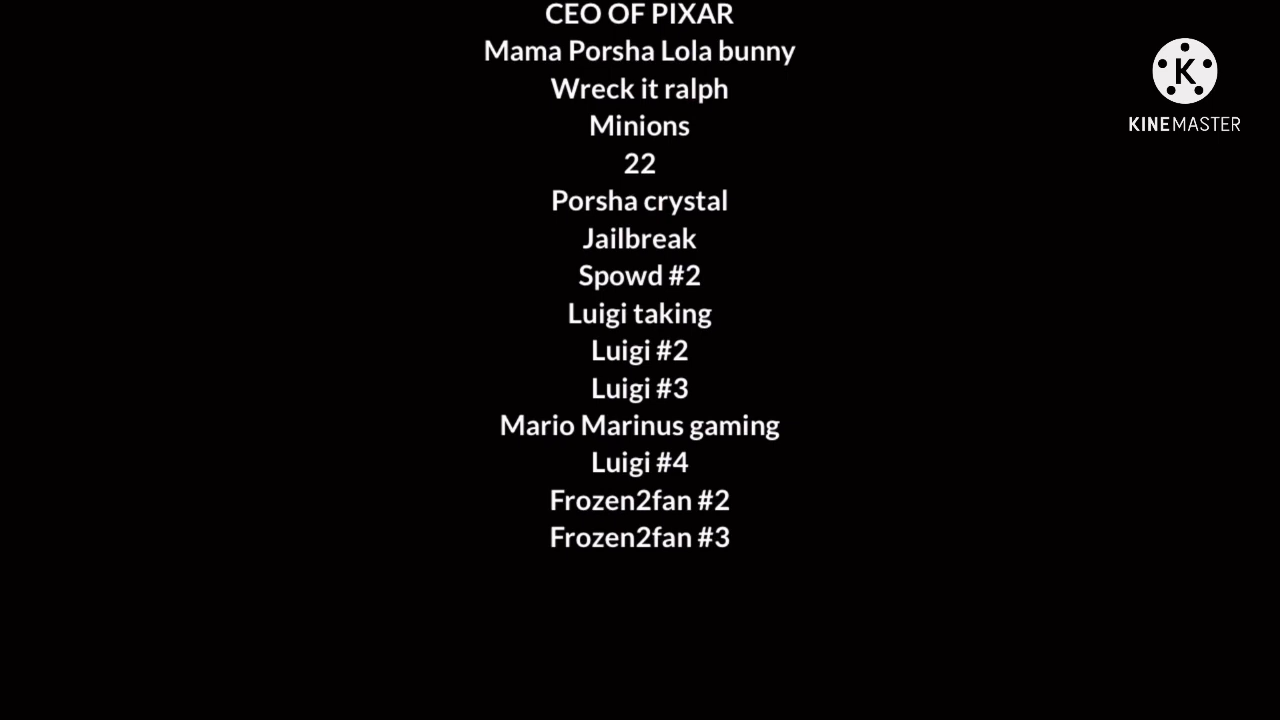 CEO OF PIXAR
Mama Porsha Lola bunny
Wreck it ralph
Minions
22
Porsha crystal
Jailbreak
Spowd #2
Luigi taking
Luigi #2
Luigi #3
Mario Marinus gaming
Luigi #4
Frozen2fan #2
Frozen2fan #3
K
KINEMASTER